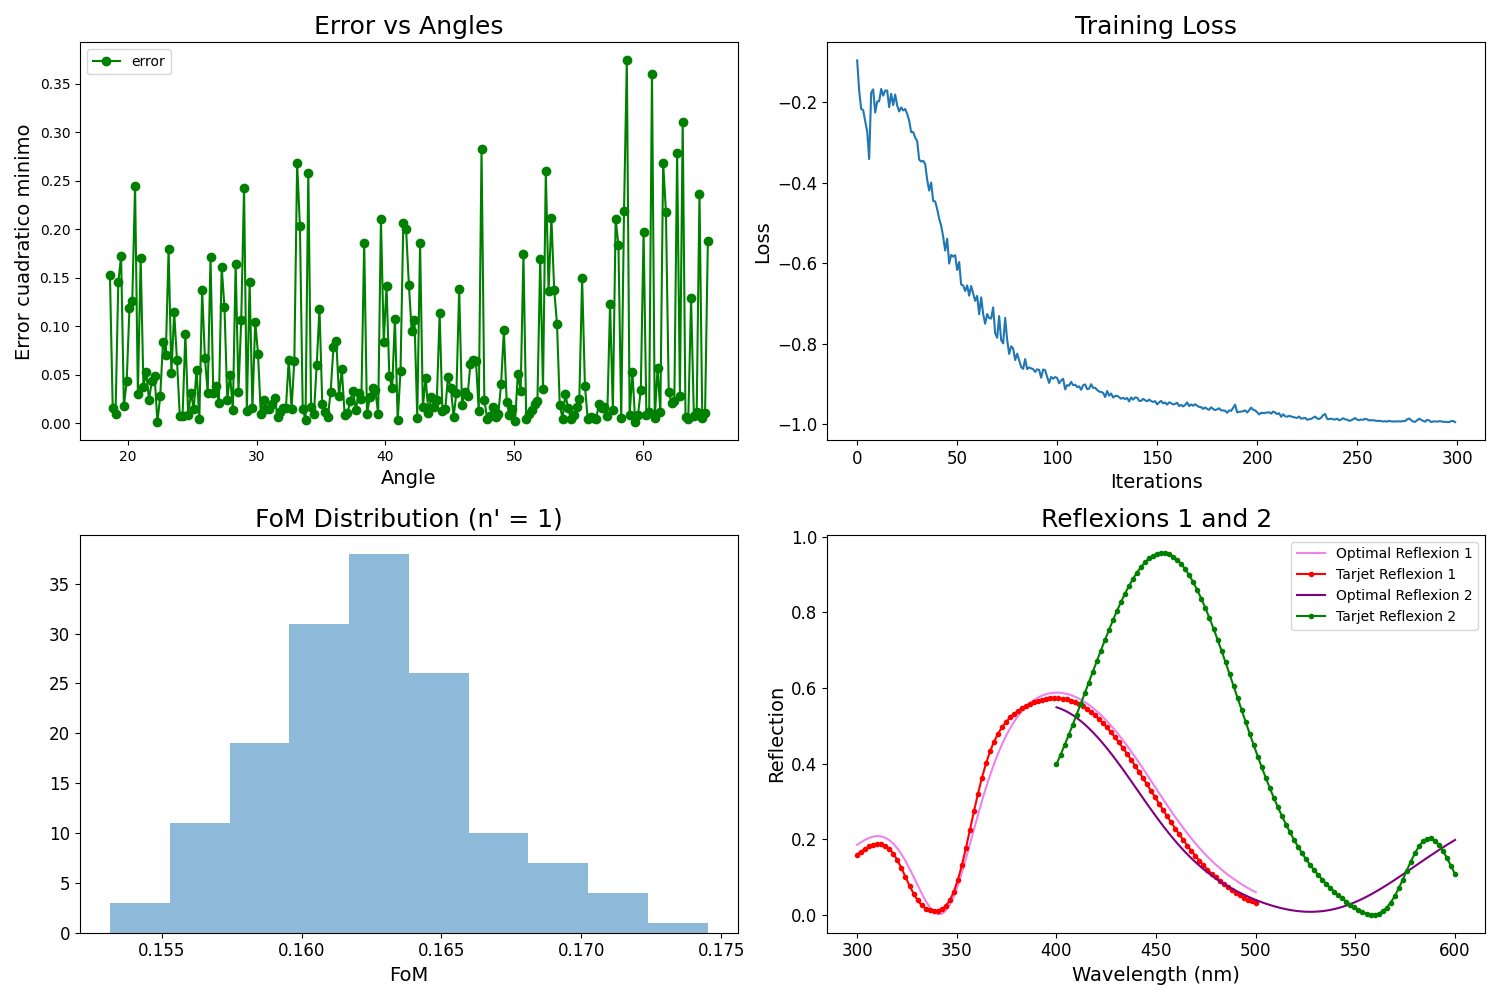 Error vs Angles
error
0.35
0.30
0.25
0.20
0.15
0.10
0.05
0.00
Error cuadratico minimo
20 30 40 50 60
Angle
Training Loss
−0.2
−0.4
−0.6
−0.8
−1.0
Loss
0 50 100 150 200 250 300
Iterations
FoM Distribution (n' = 1)
35
30
25
20
15
10
5
0
0.155 0.160 0.165 0.170 0.175
FoM
Reflexions 1 and 2
Optimal Reflexion 1
Tarjet Reflexion 1
Optimal Reflexion 2
Tarjet Reflexion 2
1.0
0.8
0.6
0.4
0.2
0.0
Reflection
300 350 400 450 500 550 600
Wavelength (nm)